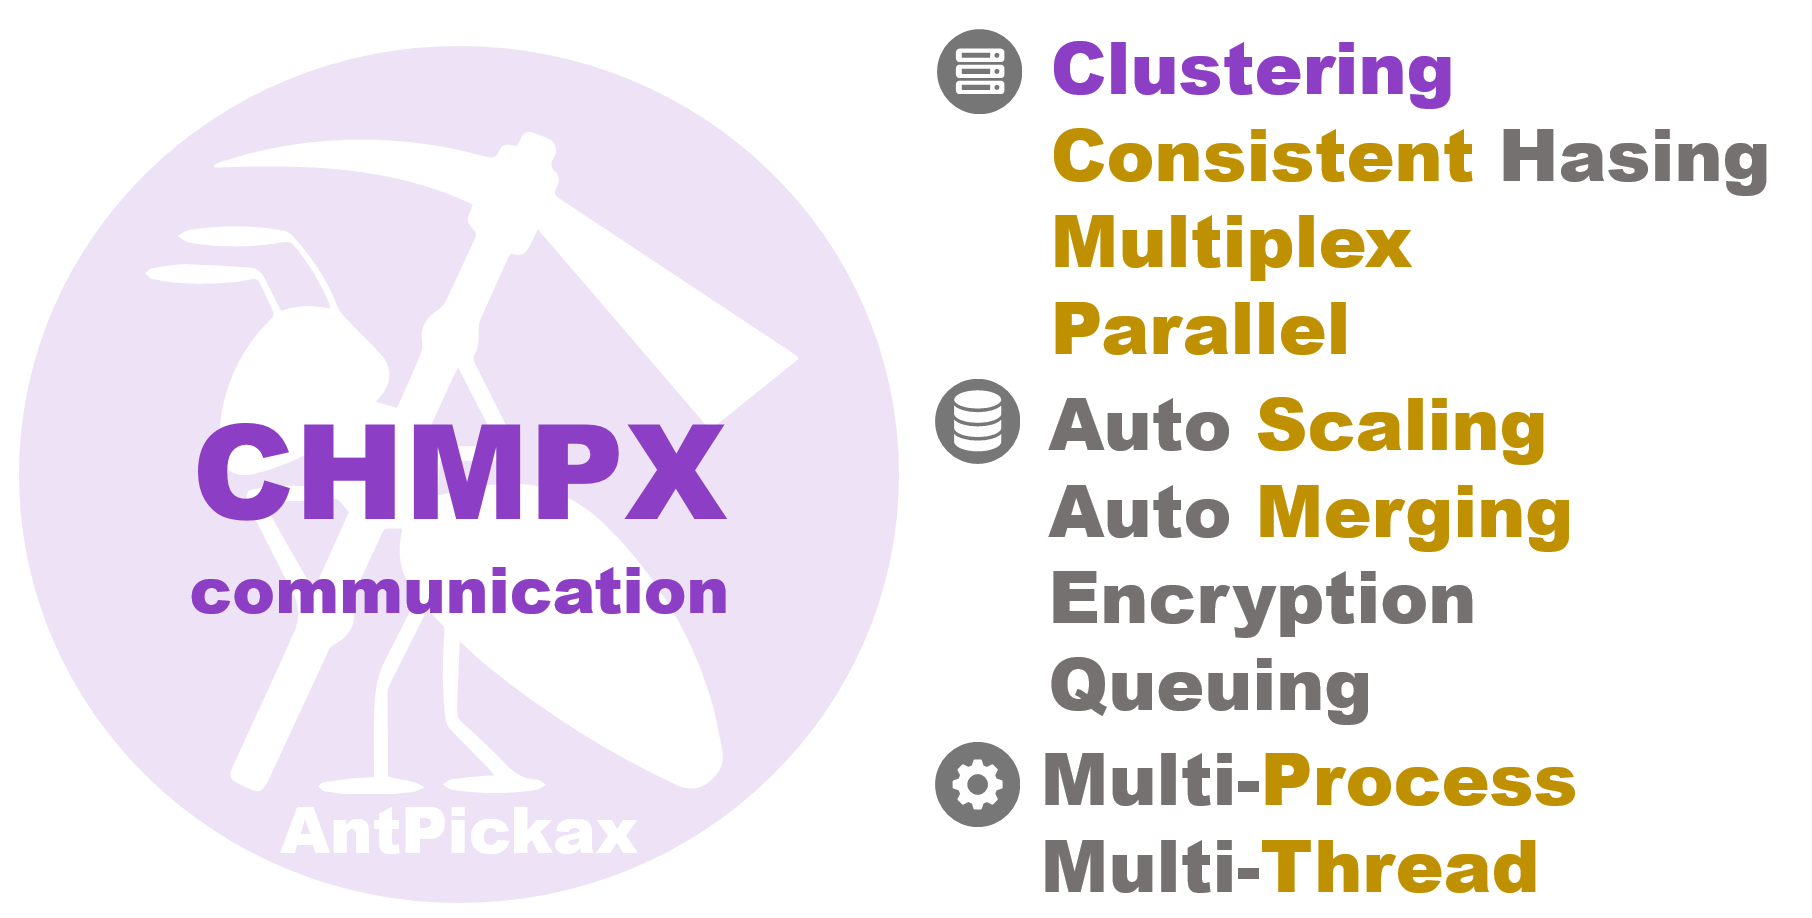 CHMPX
communication
AntPickax
Clustering
Consistent Hasing
Multiplex
Parallel
Auto Scaling
Auto Merging
Encryption
Queuing
Multi-Process
Multi-Thread